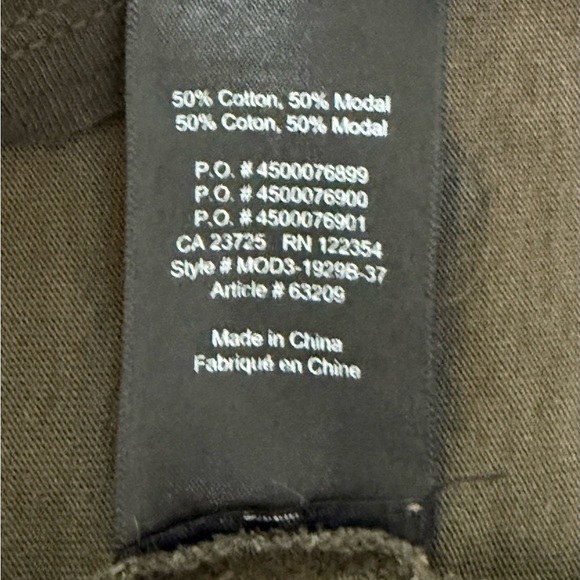 50% Cotton, 50% Modal
50% Coton, 50% Modal
P.O. # 4500076899
P.O. # 4500076900
P.O. # 4500076901
CA 23725 RN 122354
Style # MOD3-1929B-37
Article # 63209
Made in China
Fabriqué en Chine